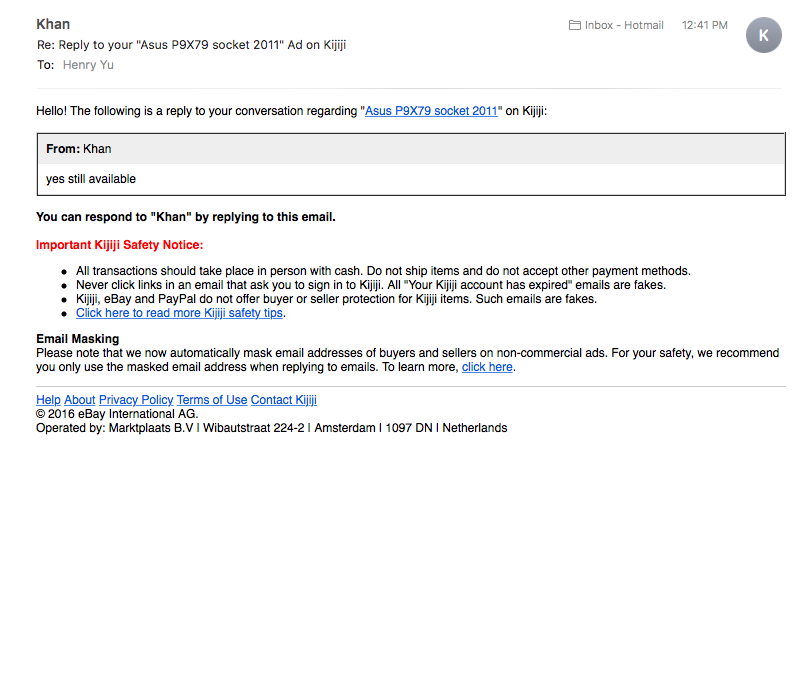 Khan
Inbox - Hotmail 12:41 PM
K
Re: Reply to your "Asus P9X79 socket 2011" Ad on Kijiji
To: Henry Yu
Hello! The following is a reply to your conversation regarding "Asus P9X79 socket 2011" on Kijiji:
From: Khan
yes still available
You can respond to "Khan" by replying to this email.
Important Kijiji Safety Notice:
• All transactions should take place in person with cash. Do not ship items and do not accept other payment methods.
• Never click links in an email that ask you to sign in to Kijiji. All "Your Kijiji account has expired" emails are fakes.
• Kijiji, eBay and PayPal do not offer buyer or seller protection for Kijiji items. Such emails are fakes.
• Click here to read more Kijiji safety tips.
Email Masking
Please note that we now automatically mask email addresses of buyers and sellers on non-commercial ads. For your safety, we recommend
you only use the masked email address when replying to emails. To learn more, click here.
Help About Privacy Policy Terms of Use Contact Kijiji
© 2016 eBay International AG.
Operated by: Marktplaats B.V | Wibautstraat 224-2 | Amsterdam | 1097 DN | Netherlands